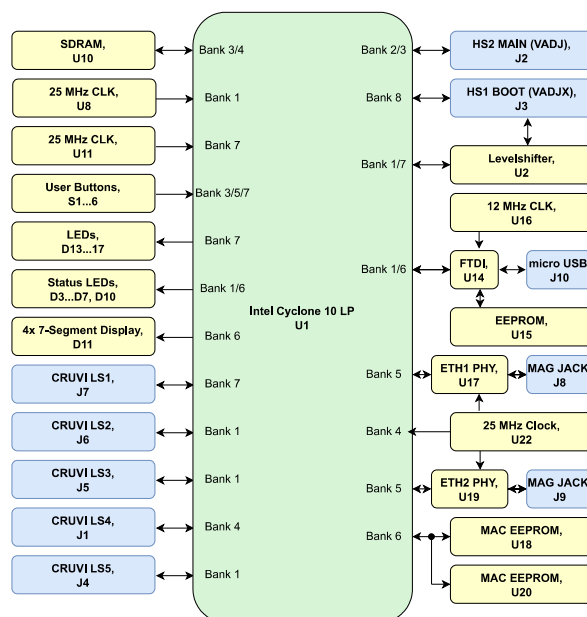 SDRAM,
U10
Bank 3/4
25 MHz CLK,
U8
Bank 1
25 MHz CLK,
U11
Bank 7
User Buttons,
S1...6
Bank 3/5/7
LEDs,
D13...17
Bank 7
Status LEDs,
D3...D7, D10
Bank 1/6
4x 7-Segment Display,
D11
Bank 6
CRUVI LS1,
J7
Bank 7
CRUVI LS2,
J6
Bank 1
CRUVI LS3,
J5
Bank 1
CRUVI LS4,
J1
Bank 4
CRUVI LS5,
J4
Bank 1
Intel Cyclone 10 LP
U1
Bank 2/3
HS2 MAIN (VADJ),
J2
Bank 8
HS1 BOOT (VADJX),
J3
Bank 1/7
Levelshifter,
U2
12 MHz CLK,
U16
Bank 1/6
FTDI,
U14
micro USB,
J10
EEPROM,
U15
Bank 5
ETH1 PHY,
U17
MAG JACK,
J8
Bank 4
25 MHz Clock,
U22
Bank 5
ETH2 PHY,
U19
MAG JACK,
J9
Bank 6
MAC EEPROM,
U18
MAC EEPROM,
U20